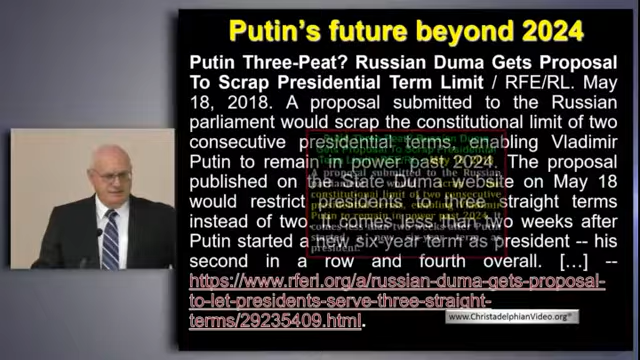 Putin's future beyond 2024
Putin Three-Peat? Russian Duma Gets Proposal
To Scrap Presidential Term Limit / RFE/RL. May
18, 2018. A proposal submitted to the Russian
parliament would scrap the constitutional limit of two
consecutive presidential terms, enabling Vladimir
Putin to remain in power past 2024. The proposal
published on the State Duma website on May 18
would restrict presidents to three straight terms
instead of two. It comes less than two weeks after
Putin started a new six-year term as president -- his
second in a row and fourth overall. […] --
https://www.rferl.org/a/russian-duma-gets-proposal-
to-let-presidents-serve-three-straight-
terms/29235409.html.
www.ChristadelphianVideo.org